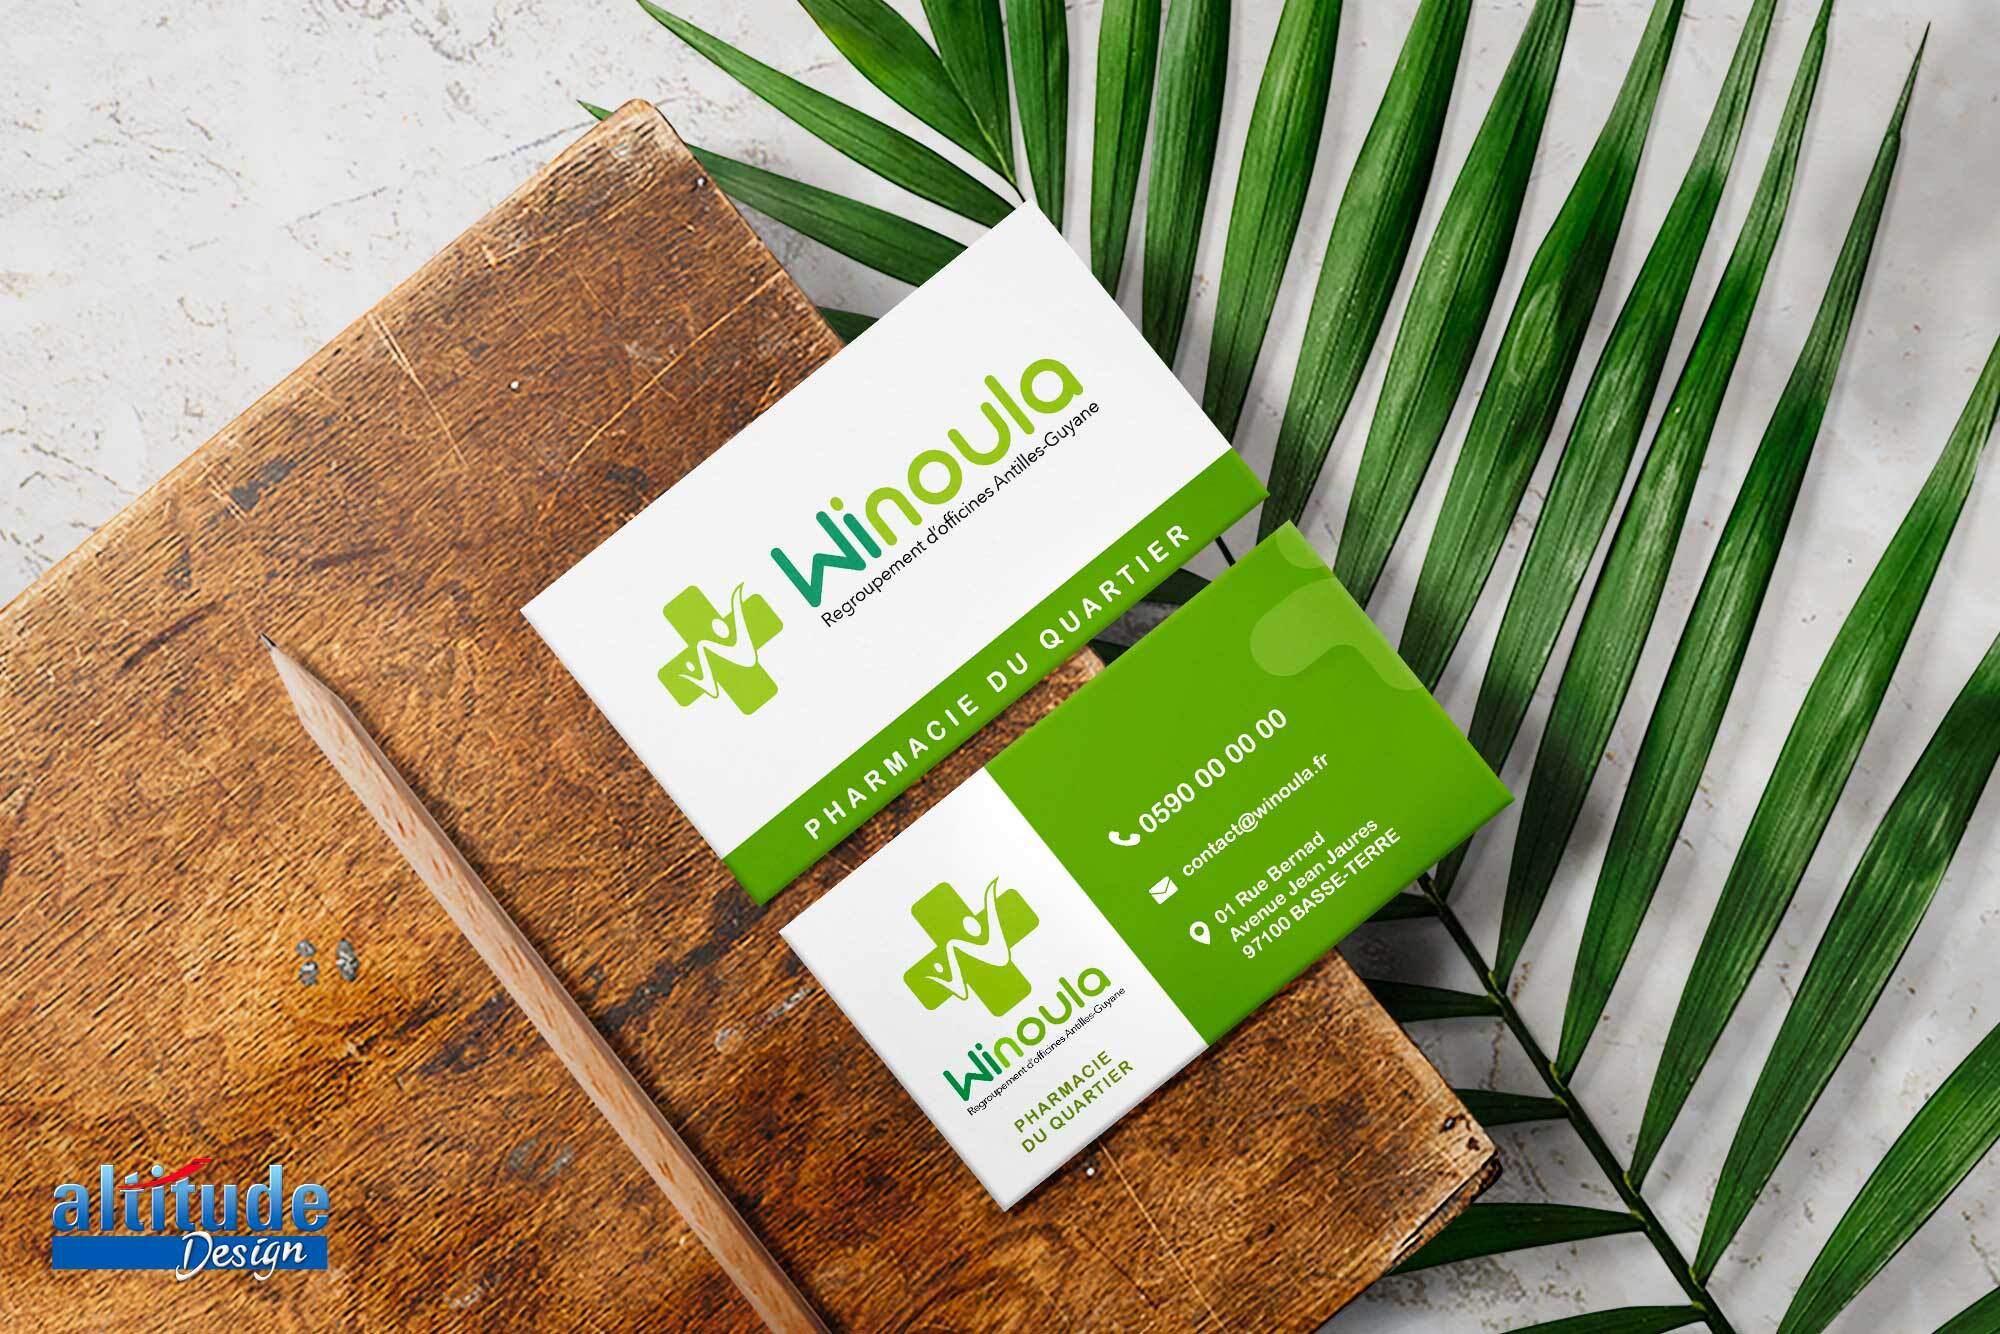 Winoula
Regroupement d'officines Antilles-Guyane
PHARMACIE DU QUARTIER
0590 00 00 00
contact@winoula.fr
01 Rue Bernad
Avenue Jean Jaures
97100 BASSE-TERRE
Winoula
Regroupement d'officines Antilles-Guyane
PHARMACIE
DU QUARTIER
altitude
Design